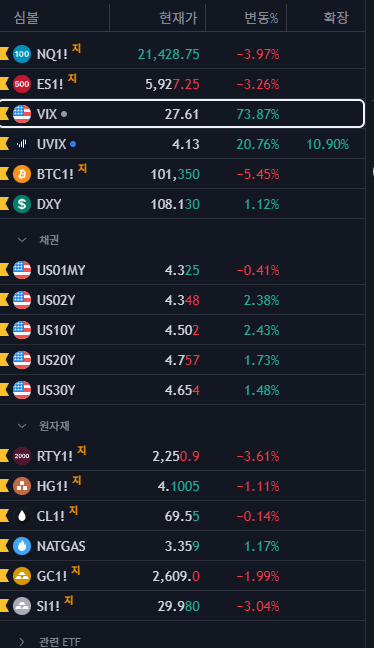 심볼 현재가 변동% 확장
100 NQ1! 지 21,428.75 −3.97%
500 ES1! 지 5,927.25 −3.26%
VIX 27.61 73.87%
UVIX 4.13 20.76% 10.90%
BTC1! 지 101,350 −5.45%
$ DXY 108.130 1.12%
채권
US01MY 4.325 −0.41%
US02Y 4.348 2.38%
US10Y 4.502 2.43%
US20Y 4.757 1.73%
US30Y 4.654 1.48%
원자재
2000 RTY1! 지 2,250.9 −3.61%
HG1! 지 4.1005 −1.11%
CL1! 지 69.55 −0.14%
NATGAS 3.359 1.17%
GC1! 지 2,609.0 −1.99%
SI1! 지 29.980 −3.04%
관련 ETF